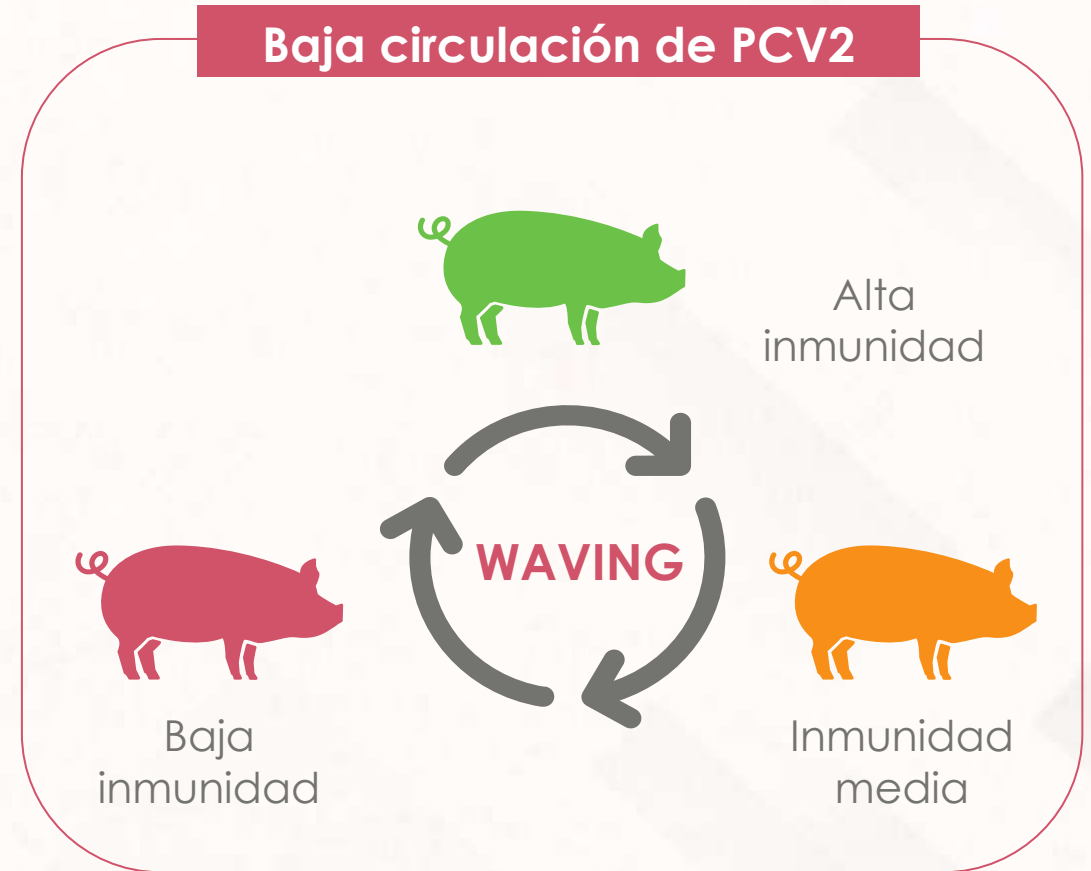 Baja circulación de PCV2
Alta
inmunidad
WAVING
Baja
inmunidad
Inmunidad
media